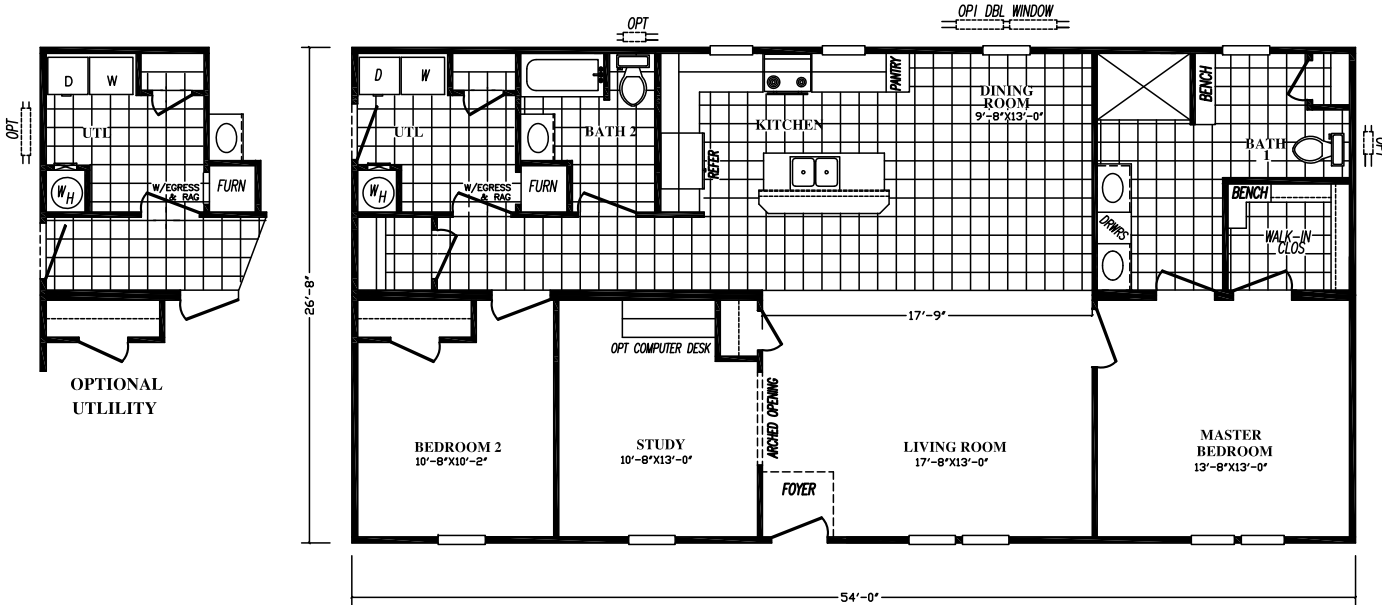 OPT
OPI DBL WINDOW
D W
D W
PANTRY
BENCH
DINING
ROOM
9'-8"X13'-0"
OPT
UTL
UTL
BATH 2
KITCHEN
BATH
1
OPT
REFER
W/EGRESS
& RAG
FURN
WH
W/EGRESS
& RAG
FURN
WH
BENCH
DRWRS
WALK-IN
CLOS
26'-8"
17'-9"
OPT COMPUTER DESK
OPTIONAL
UTLILITY
ARCHED OPENING
BEDROOM 2
10'-8"X10'-2"
STUDY
10'-8"X13'-0"
LIVING ROOM
17'-8"X13'-0"
MASTER
BEDROOM
13'-8"X13'-0"
FOYER
54'-0"